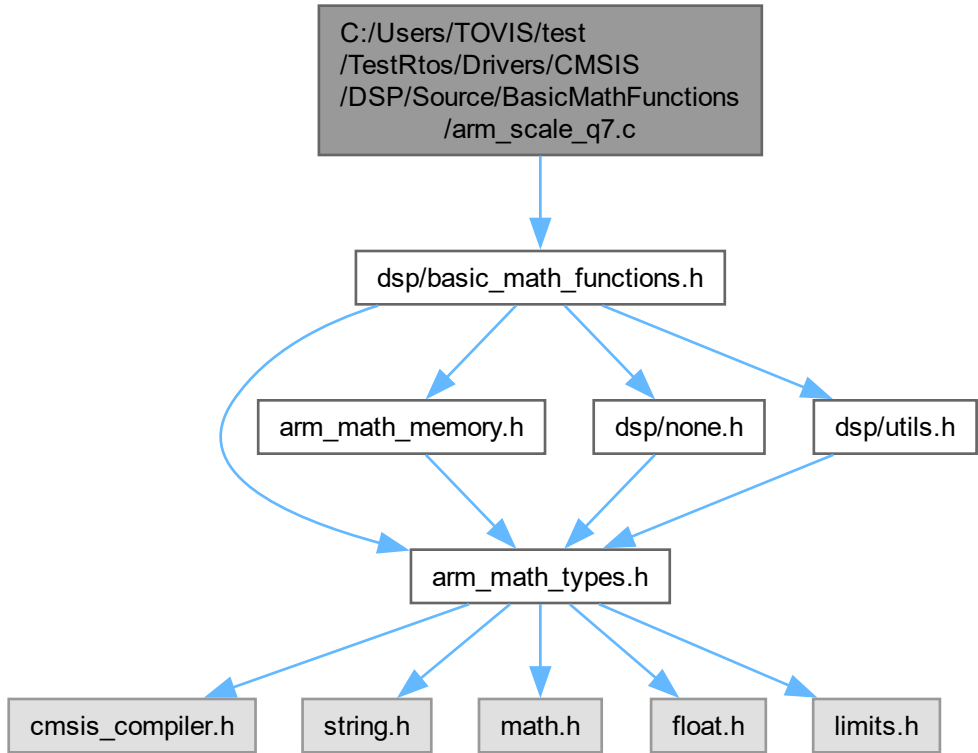 C:/Users/TOVIS/test
/TestRtos/Drivers/CMSIS
/DSP/Source/BasicMathFunctions
/arm_scale_q7.c
dsp/basic_math_functions.h
arm_math_memory.h
dsp/none.h
dsp/utils.h
arm_math_types.h
cmsis_compiler.h
string.h
math.h
float.h
limits.h